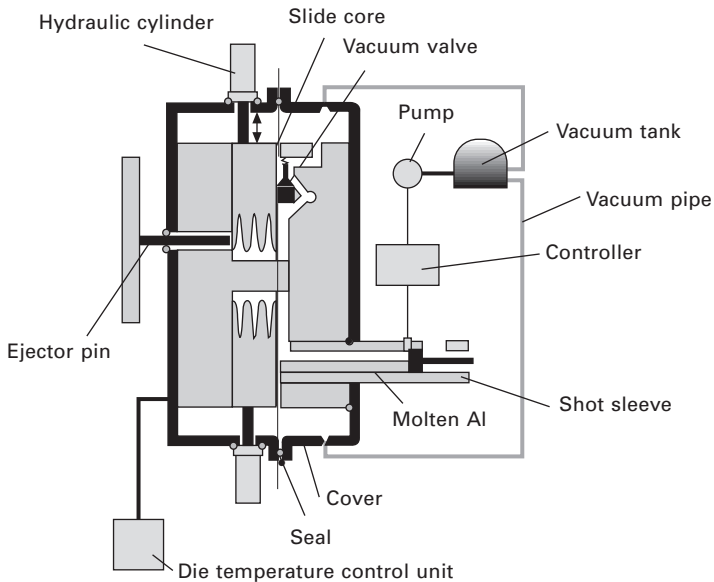 Slide core
Hydraulic cylinder
Vacuum valve
Pump
Vacuum tank
Vacuum pipe
Controller
Ejector pin
Shot sleeve
Molten Al
Cover
Seal
Die temperature control unit